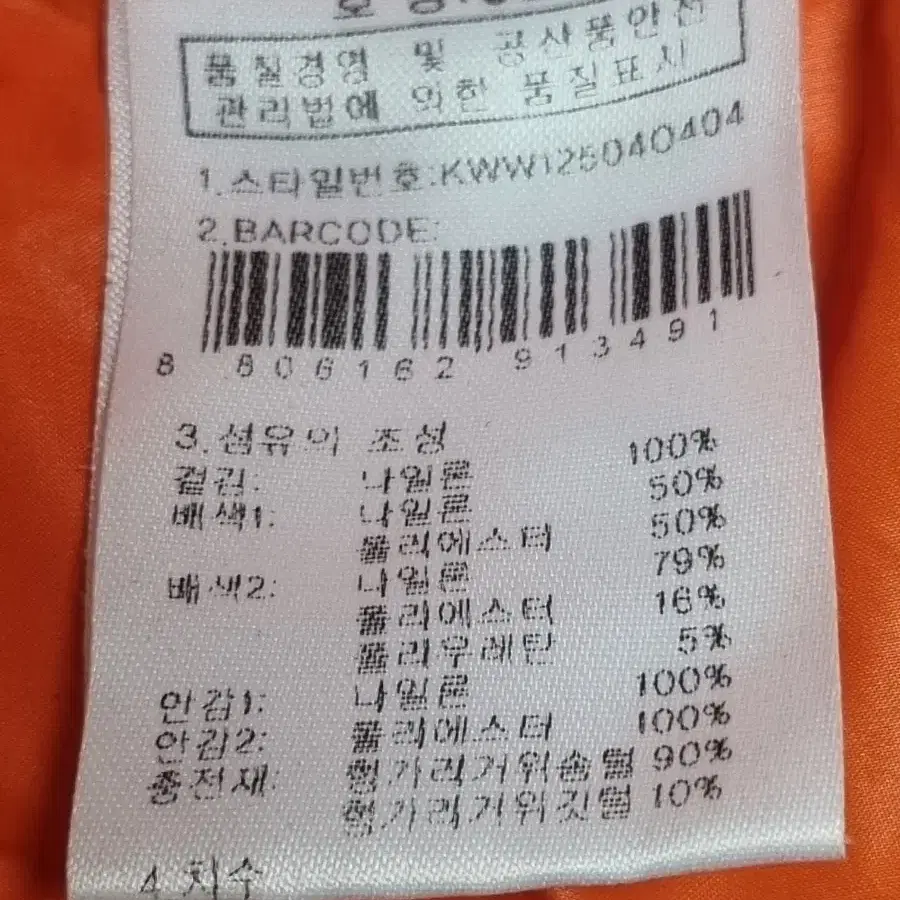 품질경영 및 공산품안전
관리법에 의한 품질표시
1.스타일번호:KWW125040404
2.BARCODE:
8 806162 913491
3.섬유의 조성
겉감: 나일론 100%
배색1: 나일론 50%
폴리에스터 50%
배색2: 나일론 79%
폴리에스터 16%
폴리우레탄 5%
안감1: 나일론 100%
안감2: 폴리에스터 100%
충전재: 헝가리거위솜털 90%
헝가리거위깃털 10%
4.치수